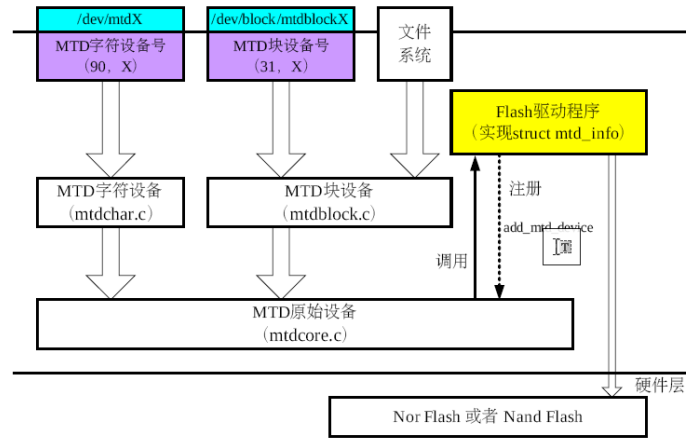 /dev/mtdX
/dev/block/mtdblockX
MTD字符设备号
（90，X）
MTD块设备号
（31，X）
文件
系统
Flash驱动程序
（实现struct mtd_info）
MTD字符设备
（mtdchar.c）
MTD块设备
（mtdblock.c）
注册
add_mtd_device
调用
MTD原始设备
（mtdcore.c）
硬件层
Nor Flash 或者 Nand Flash